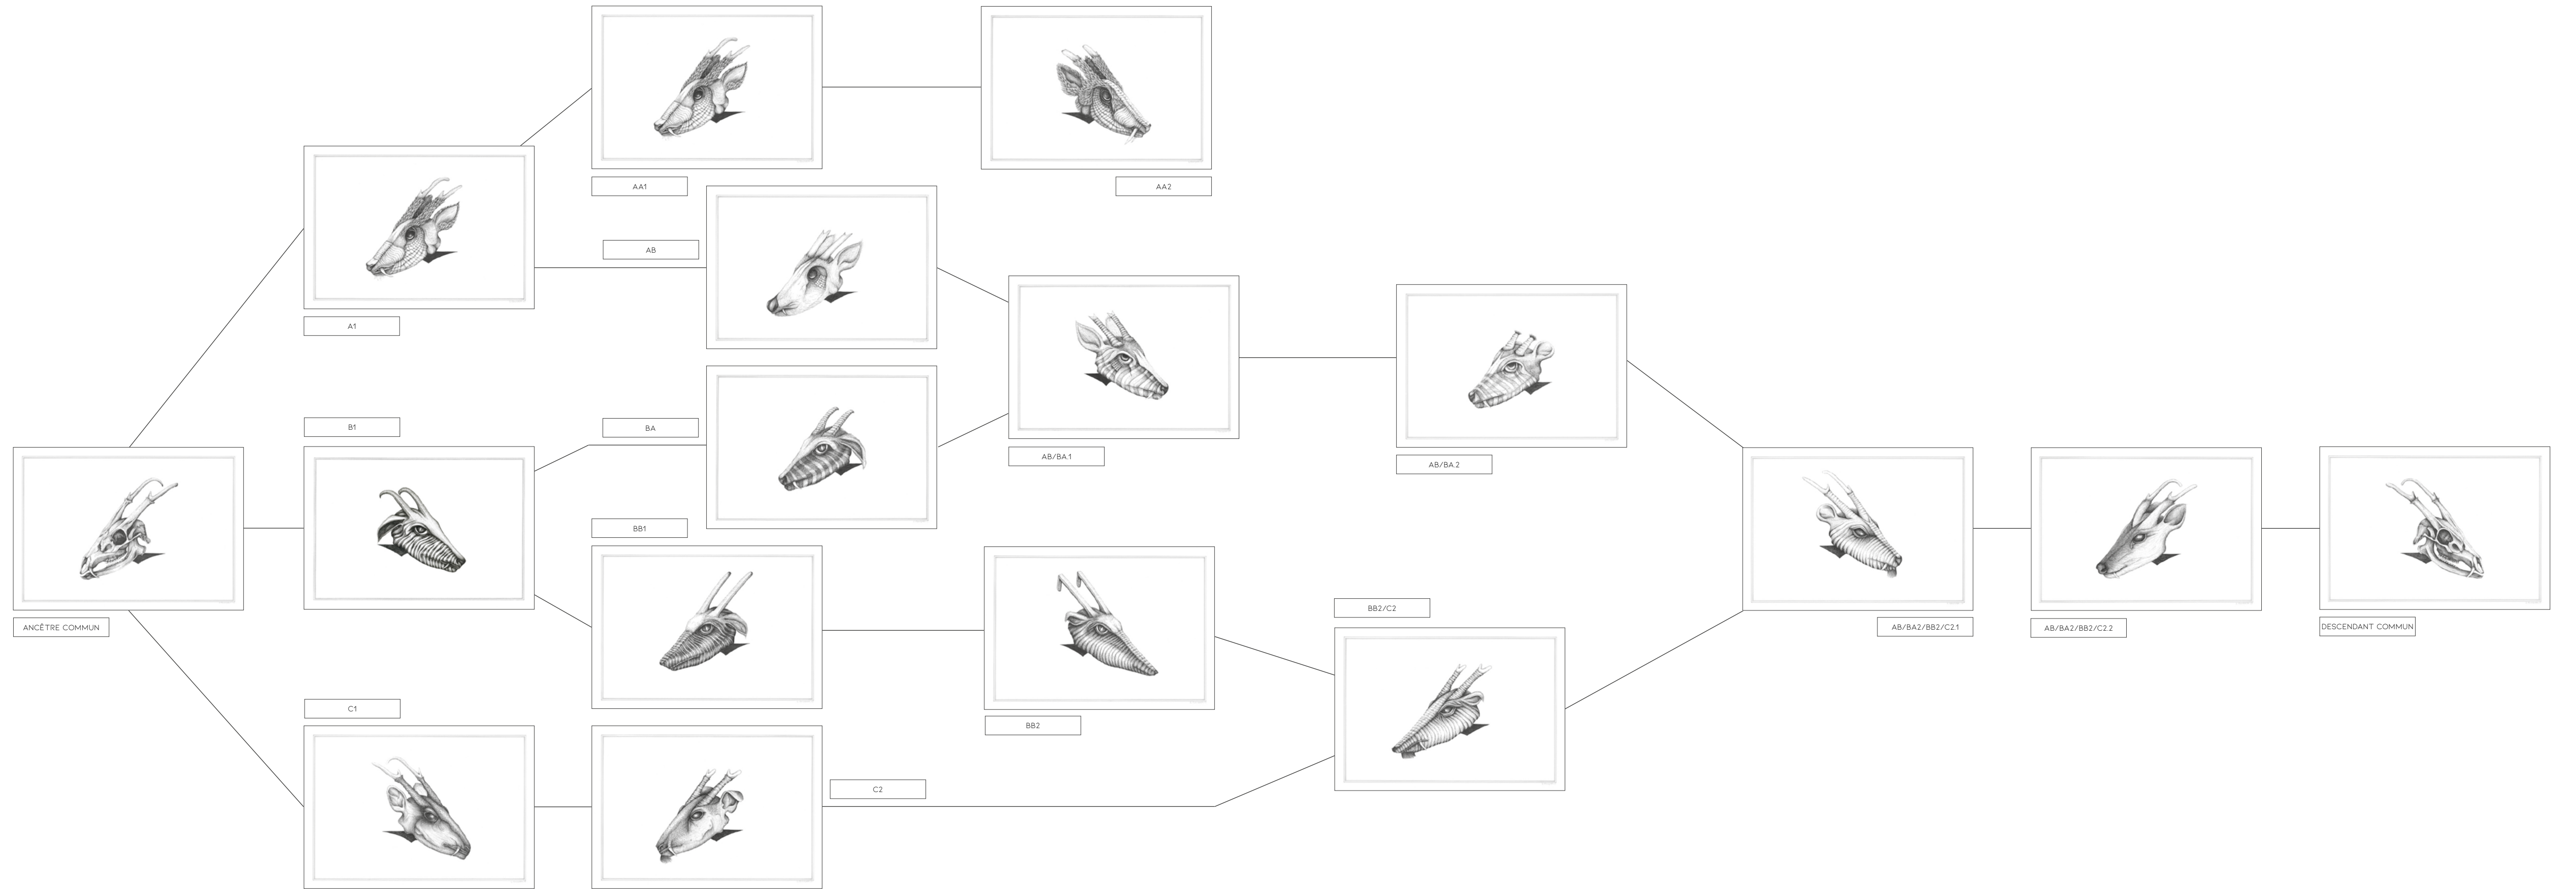 AA1
AA2
AB
A1
B1
BA
AB/BA.1
AB/BA.2
BB1
BB2/C2
ANCÊTRE COMMUN
AB/BA2/BB2/C2.1
AB/BA2/BB2/C2.2
DESCENDANT COMMUN
C1
BB2
C2